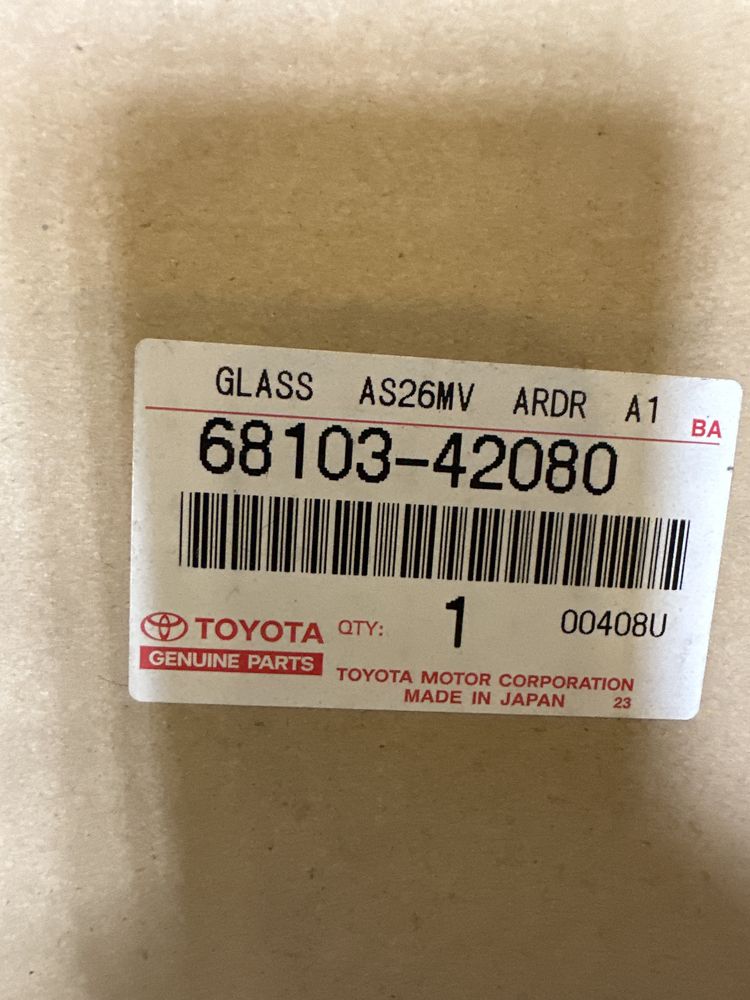 GLASS AS26MV ARDR A1
BA
68103-42080
TOYOTA QTY: 1 00408U
GENUINE PARTS
TOYOTA MOTOR CORPORATION
MADE IN JAPAN 23